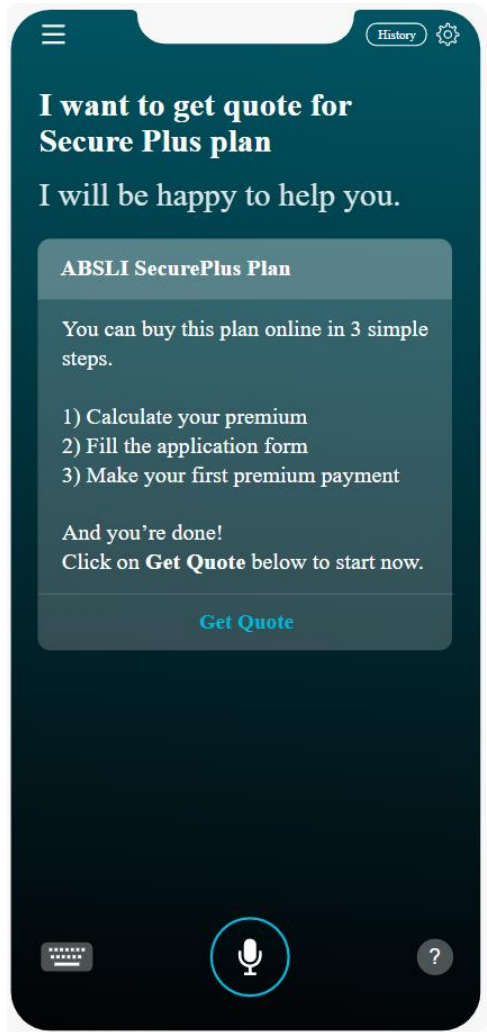 History
I want to get quote for
Secure Plus plan
I will be happy to help you.
ABSLI SecurePlus Plan
You can buy this plan online in 3 simple
steps.
1) Calculate your premium
2) Fill the application form
3) Make your first premium payment
And you’re done!
Click on Get Quote below to start now.
Get Quote
?